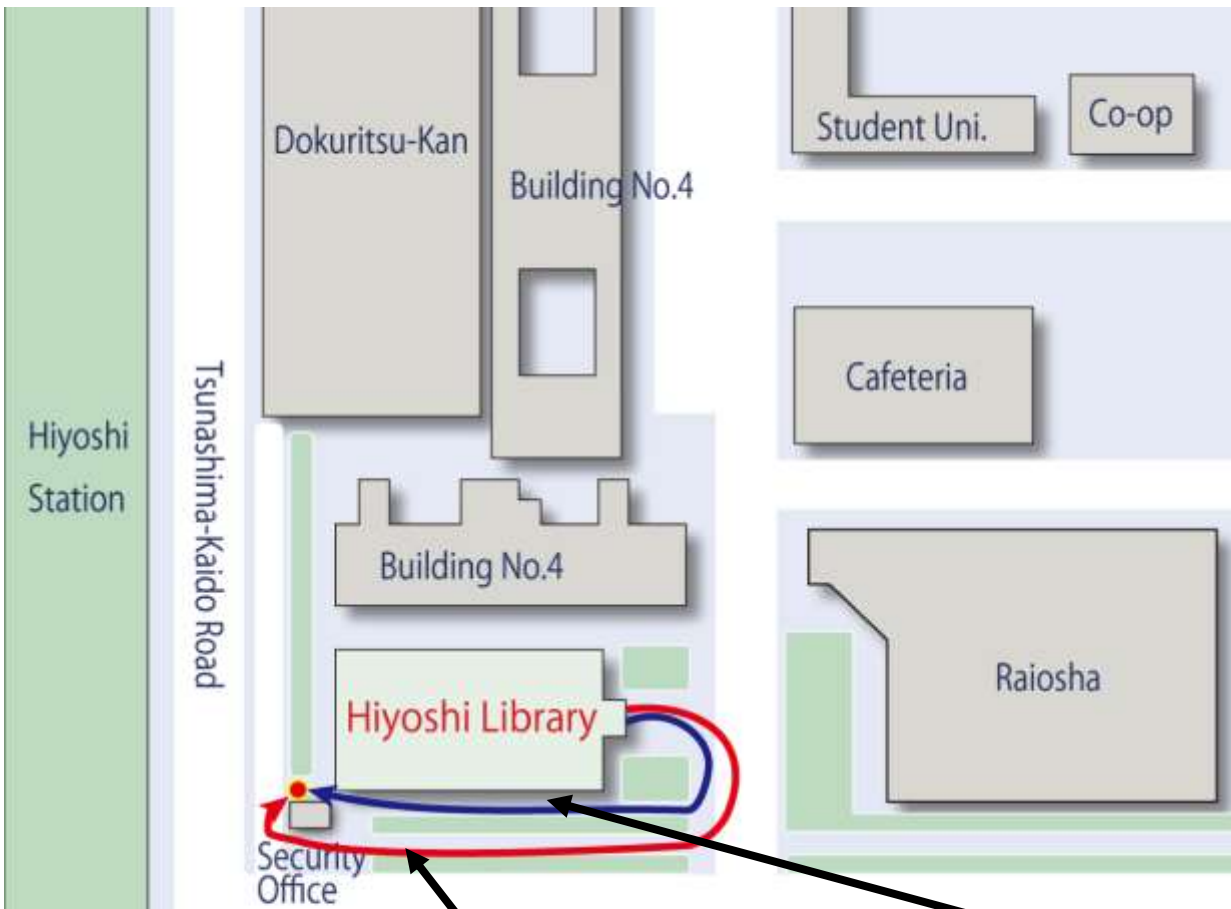 Dokuritsu-Kan
Building No.4
Student Uni.
Co-op
Cafeteria
Hiyoshi
Station
Tsunashima-Kaido Road
Building No.4
Hiyoshi Library
Raiosha
Security
Office